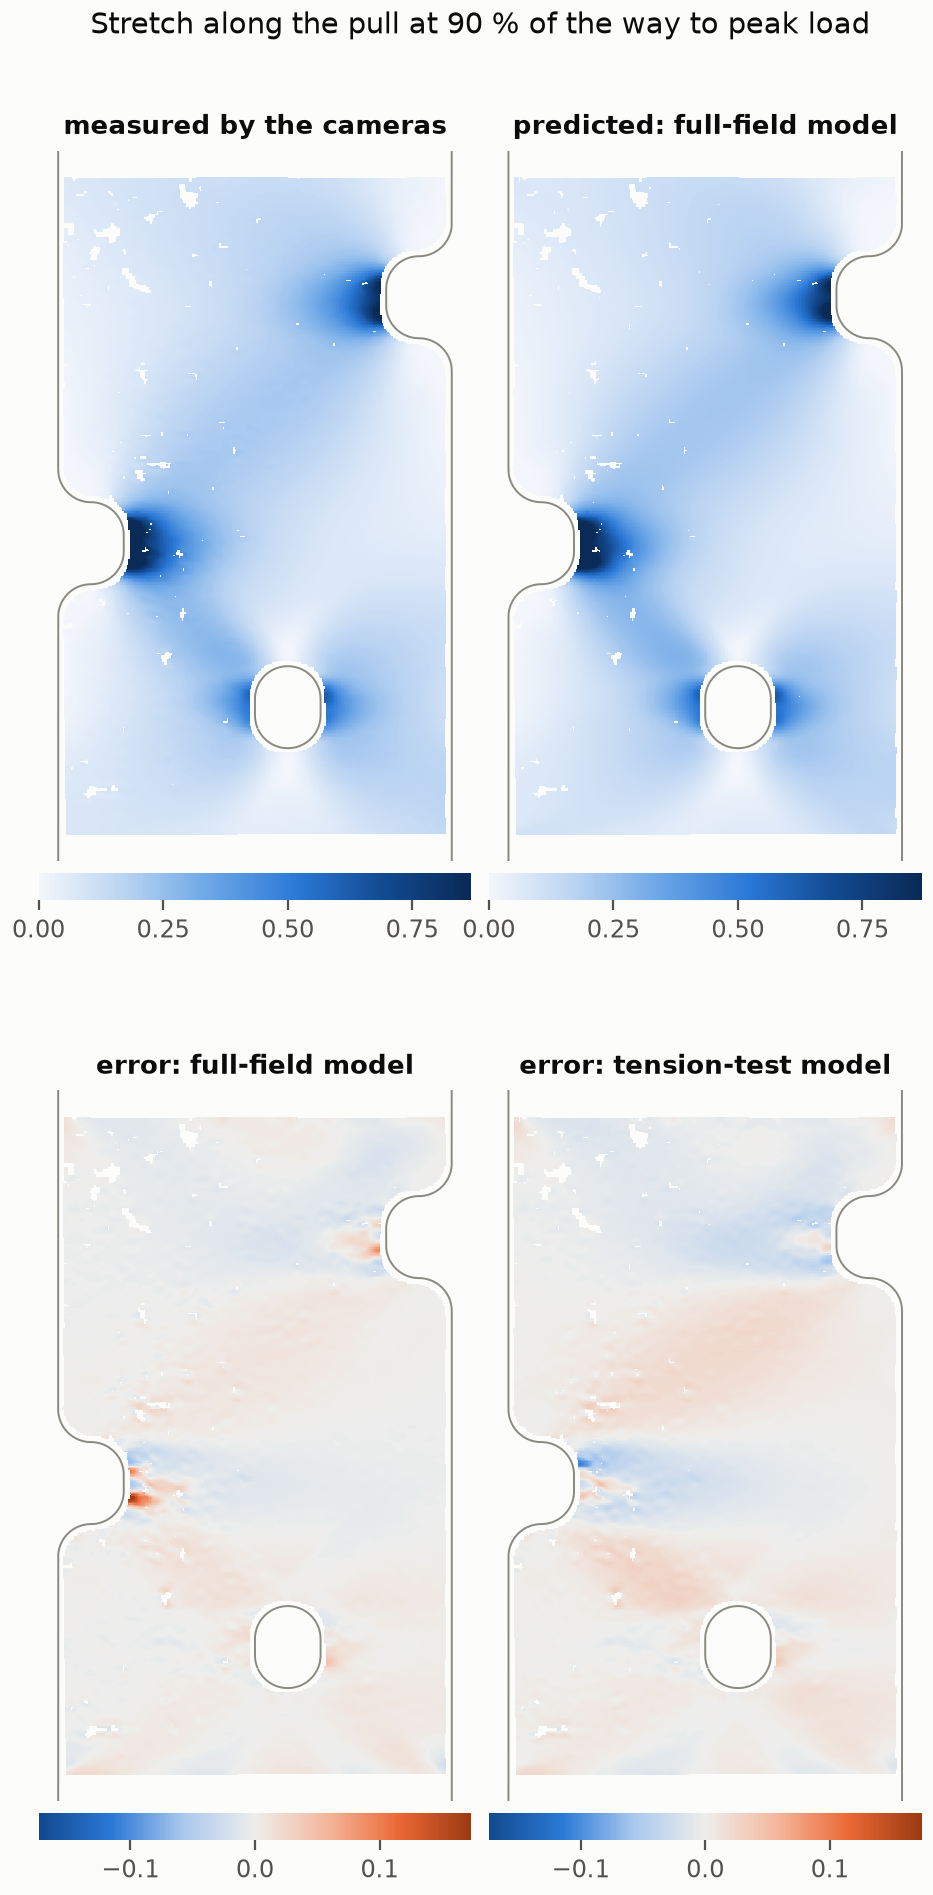 Stretch along the pull at 90 % of the way to peak load
measured by the cameras
predicted: full-field model
0.00 0.25 0.50 0.75
0.00 0.25 0.50 0.75
error: full-field model
error: tension-test model
−0.1 0.0 0.1
−0.1 0.0 0.1